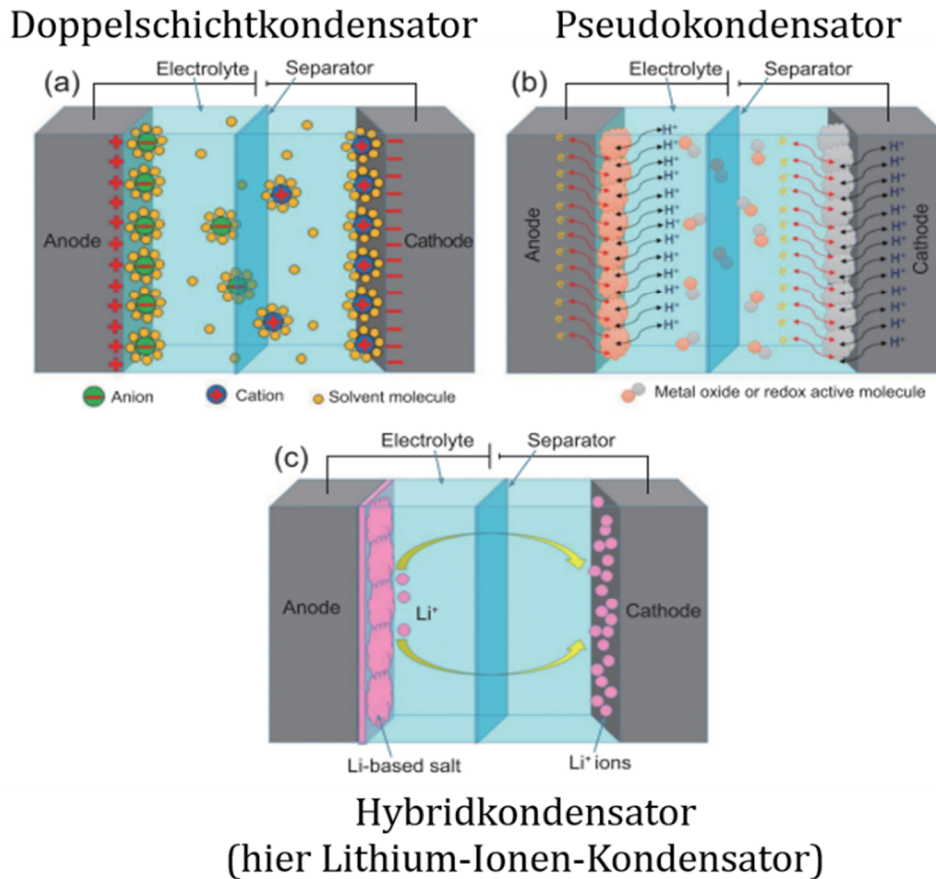 Doppelschichtkondensator
(a)
Electrolyte
Separator
Anode
Cathode
Anion
Cation
Solvent molecule
Pseudokondensator
(b)
Electrolyte
Separator
Anode
e
e
e
e
e
e
e
e
e
e
e
e
H⁺
H⁺
H⁺
H⁺
H⁺
H⁺
H⁺
H⁺
H⁺
H⁺
H⁺
H⁺
e
e
e
e
e
e
e
e
e
e
e
e
H⁺
H⁺
H⁺
H⁺
H⁺
H⁺
H⁺
H⁺
H⁺
H⁺
H⁺
Cathode
Metal oxide or redox active molecule
(c)
Electrolyte
Separator
Anode
Li⁺
Cathode
Li-based salt
Li⁺ ions
Hybridkondensator
(hier Lithium-Ionen-Kondensator)